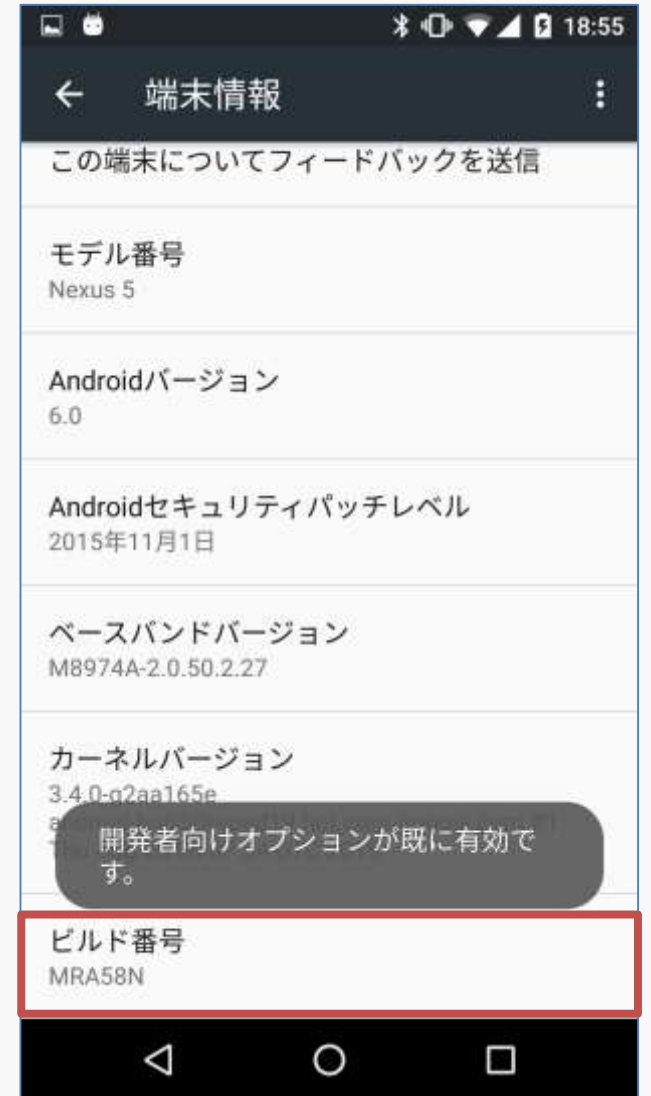 18:55
端末情報
この端末についてフィードバックを送信
モデル番号
Nexus 5
Androidバージョン
6.0
Androidセキュリティパッチレベル
2015年11月1日
ベースバンドバージョン
M8974A-2.0.50.2.27
カーネルバージョン
3.4.0-g2aa165e
開発者向けオプションが既に有効で
す。
ビルド番号
MRA58N